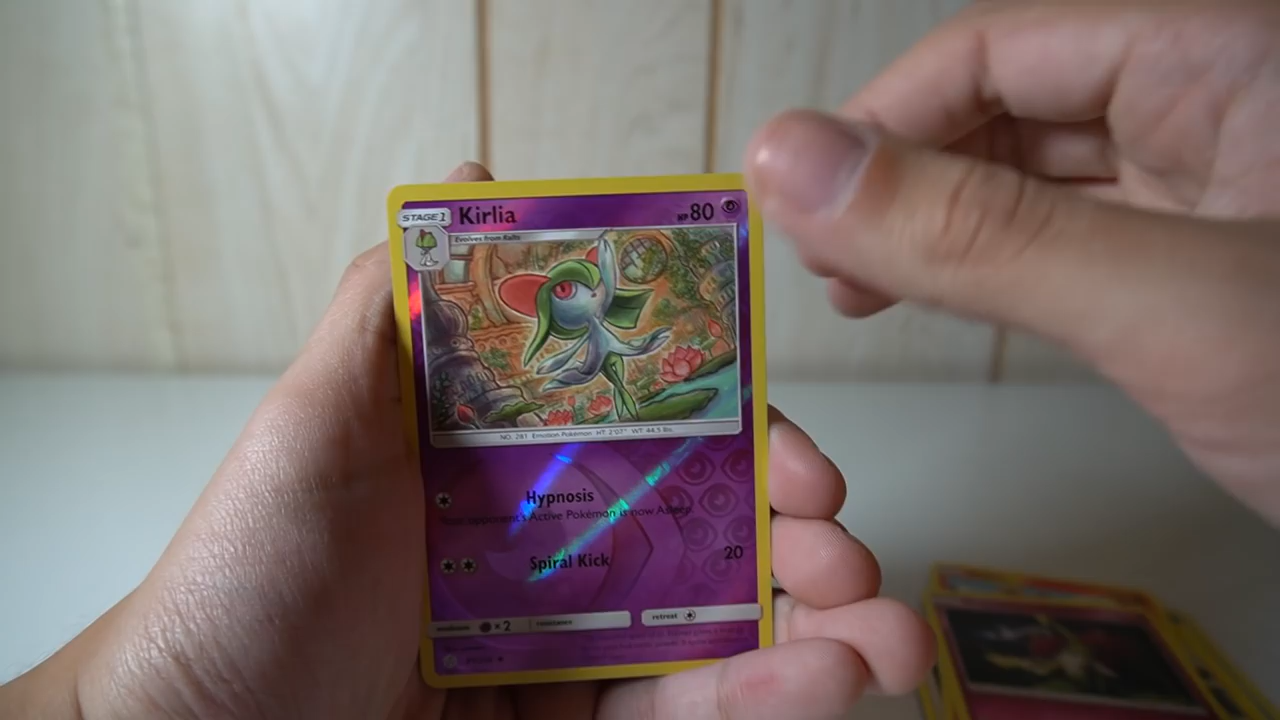 STAGE 1 Kirlia HP 80
Evolves from Ralts
NO. 281 Emotion Pokémon HT: 2'07" WT: 44.5 lbs.
Hypnosis
Your opponent's Active Pokémon is now Asleep.
Spiral Kick 20
weakness ×2 resistance retreat